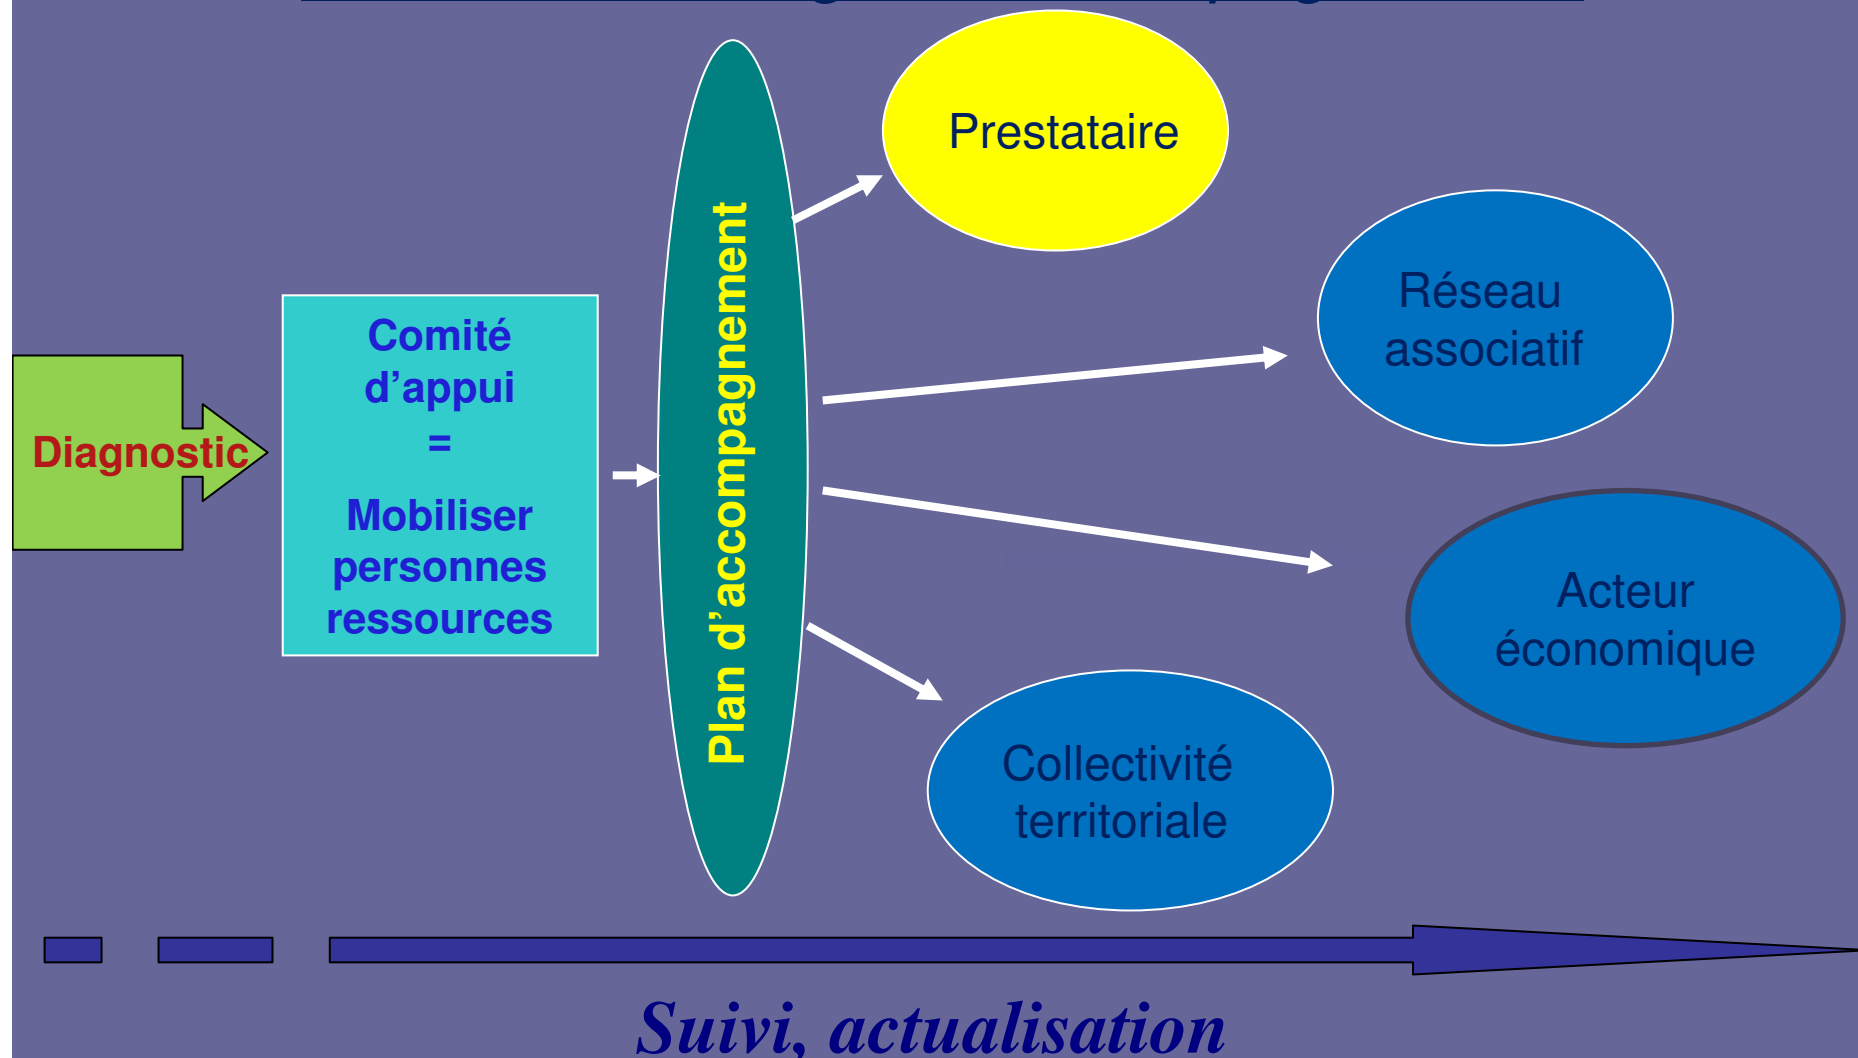 Diagnostic
Comité
d’appui
=
Mobiliser
personnes
ressources
Plan d’accompagnement
Prestataire
Réseau
associatif
Acteur
économique
Collectivité
territoriale
Suivi, actualisation